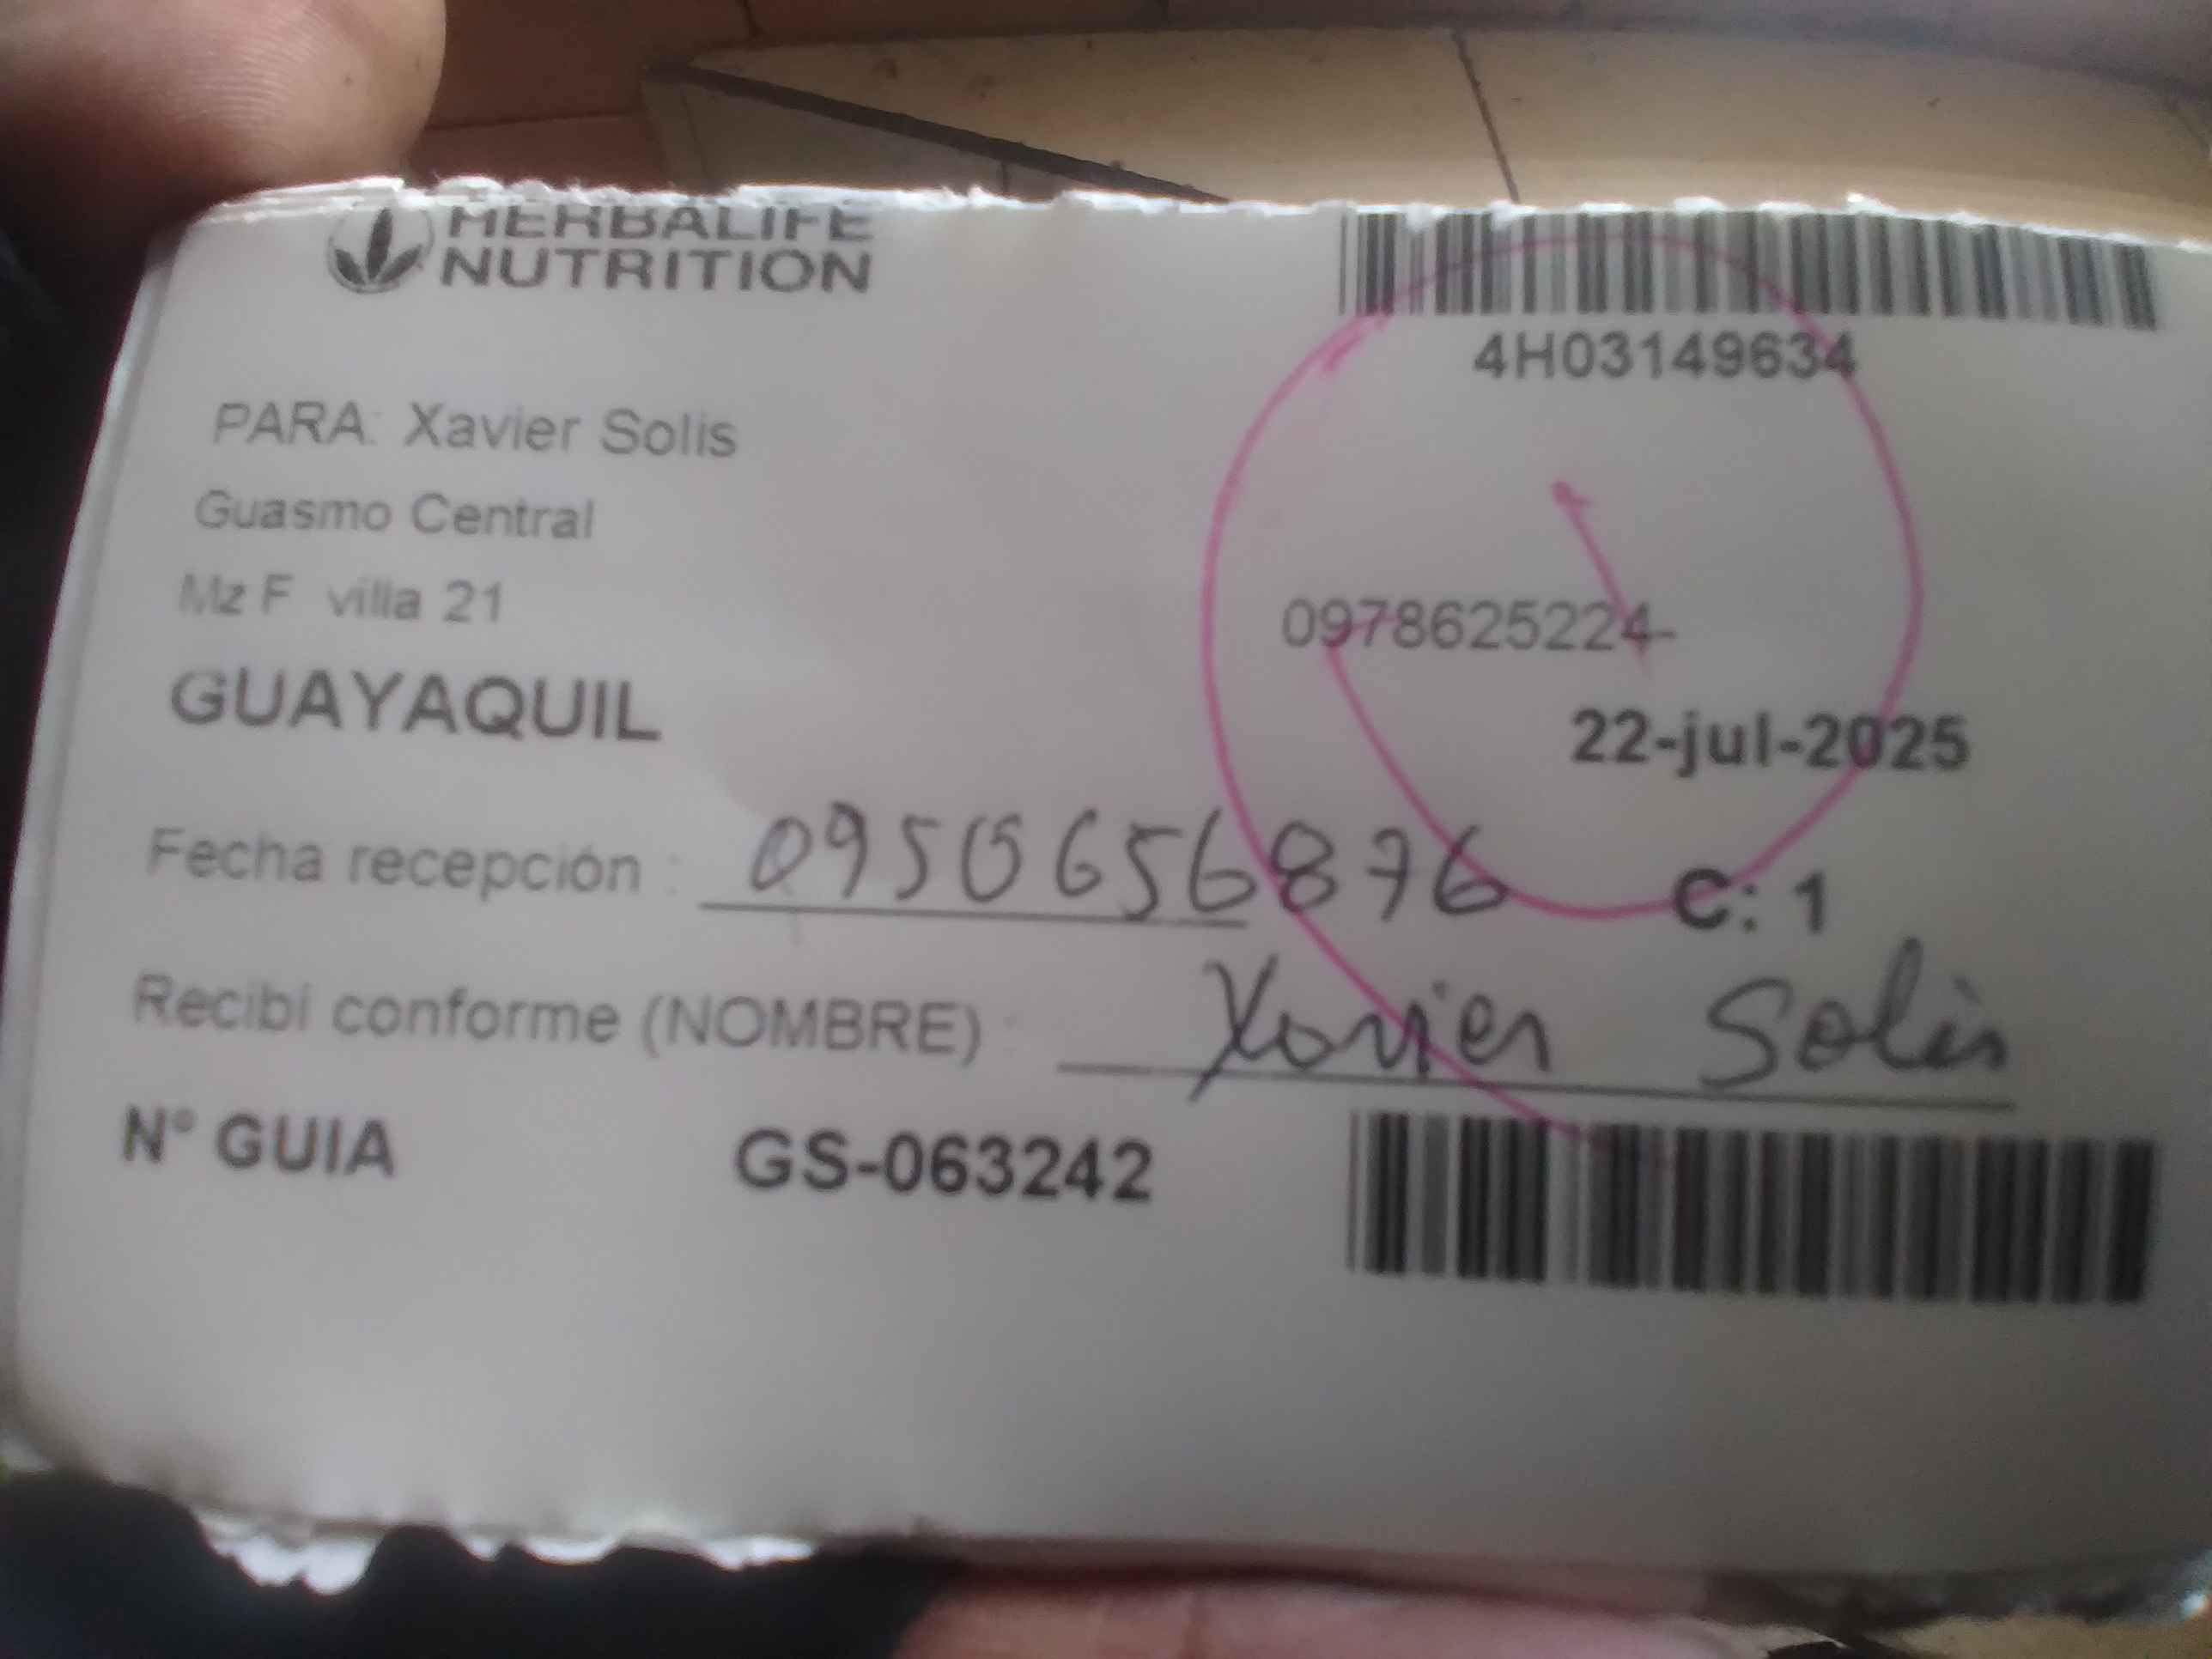 HERBALIFE
NUTRITION
4H03149634
PARA: Xavier Solis
Guasmo Central
Mz F villa 21
0978625224-
GUAYAQUIL
22-jul-2025
Fecha recepción : 0950656876
C: 1
Recibí conforme (NOMBRE) : Xavier Solis
N° GUIA GS-063242